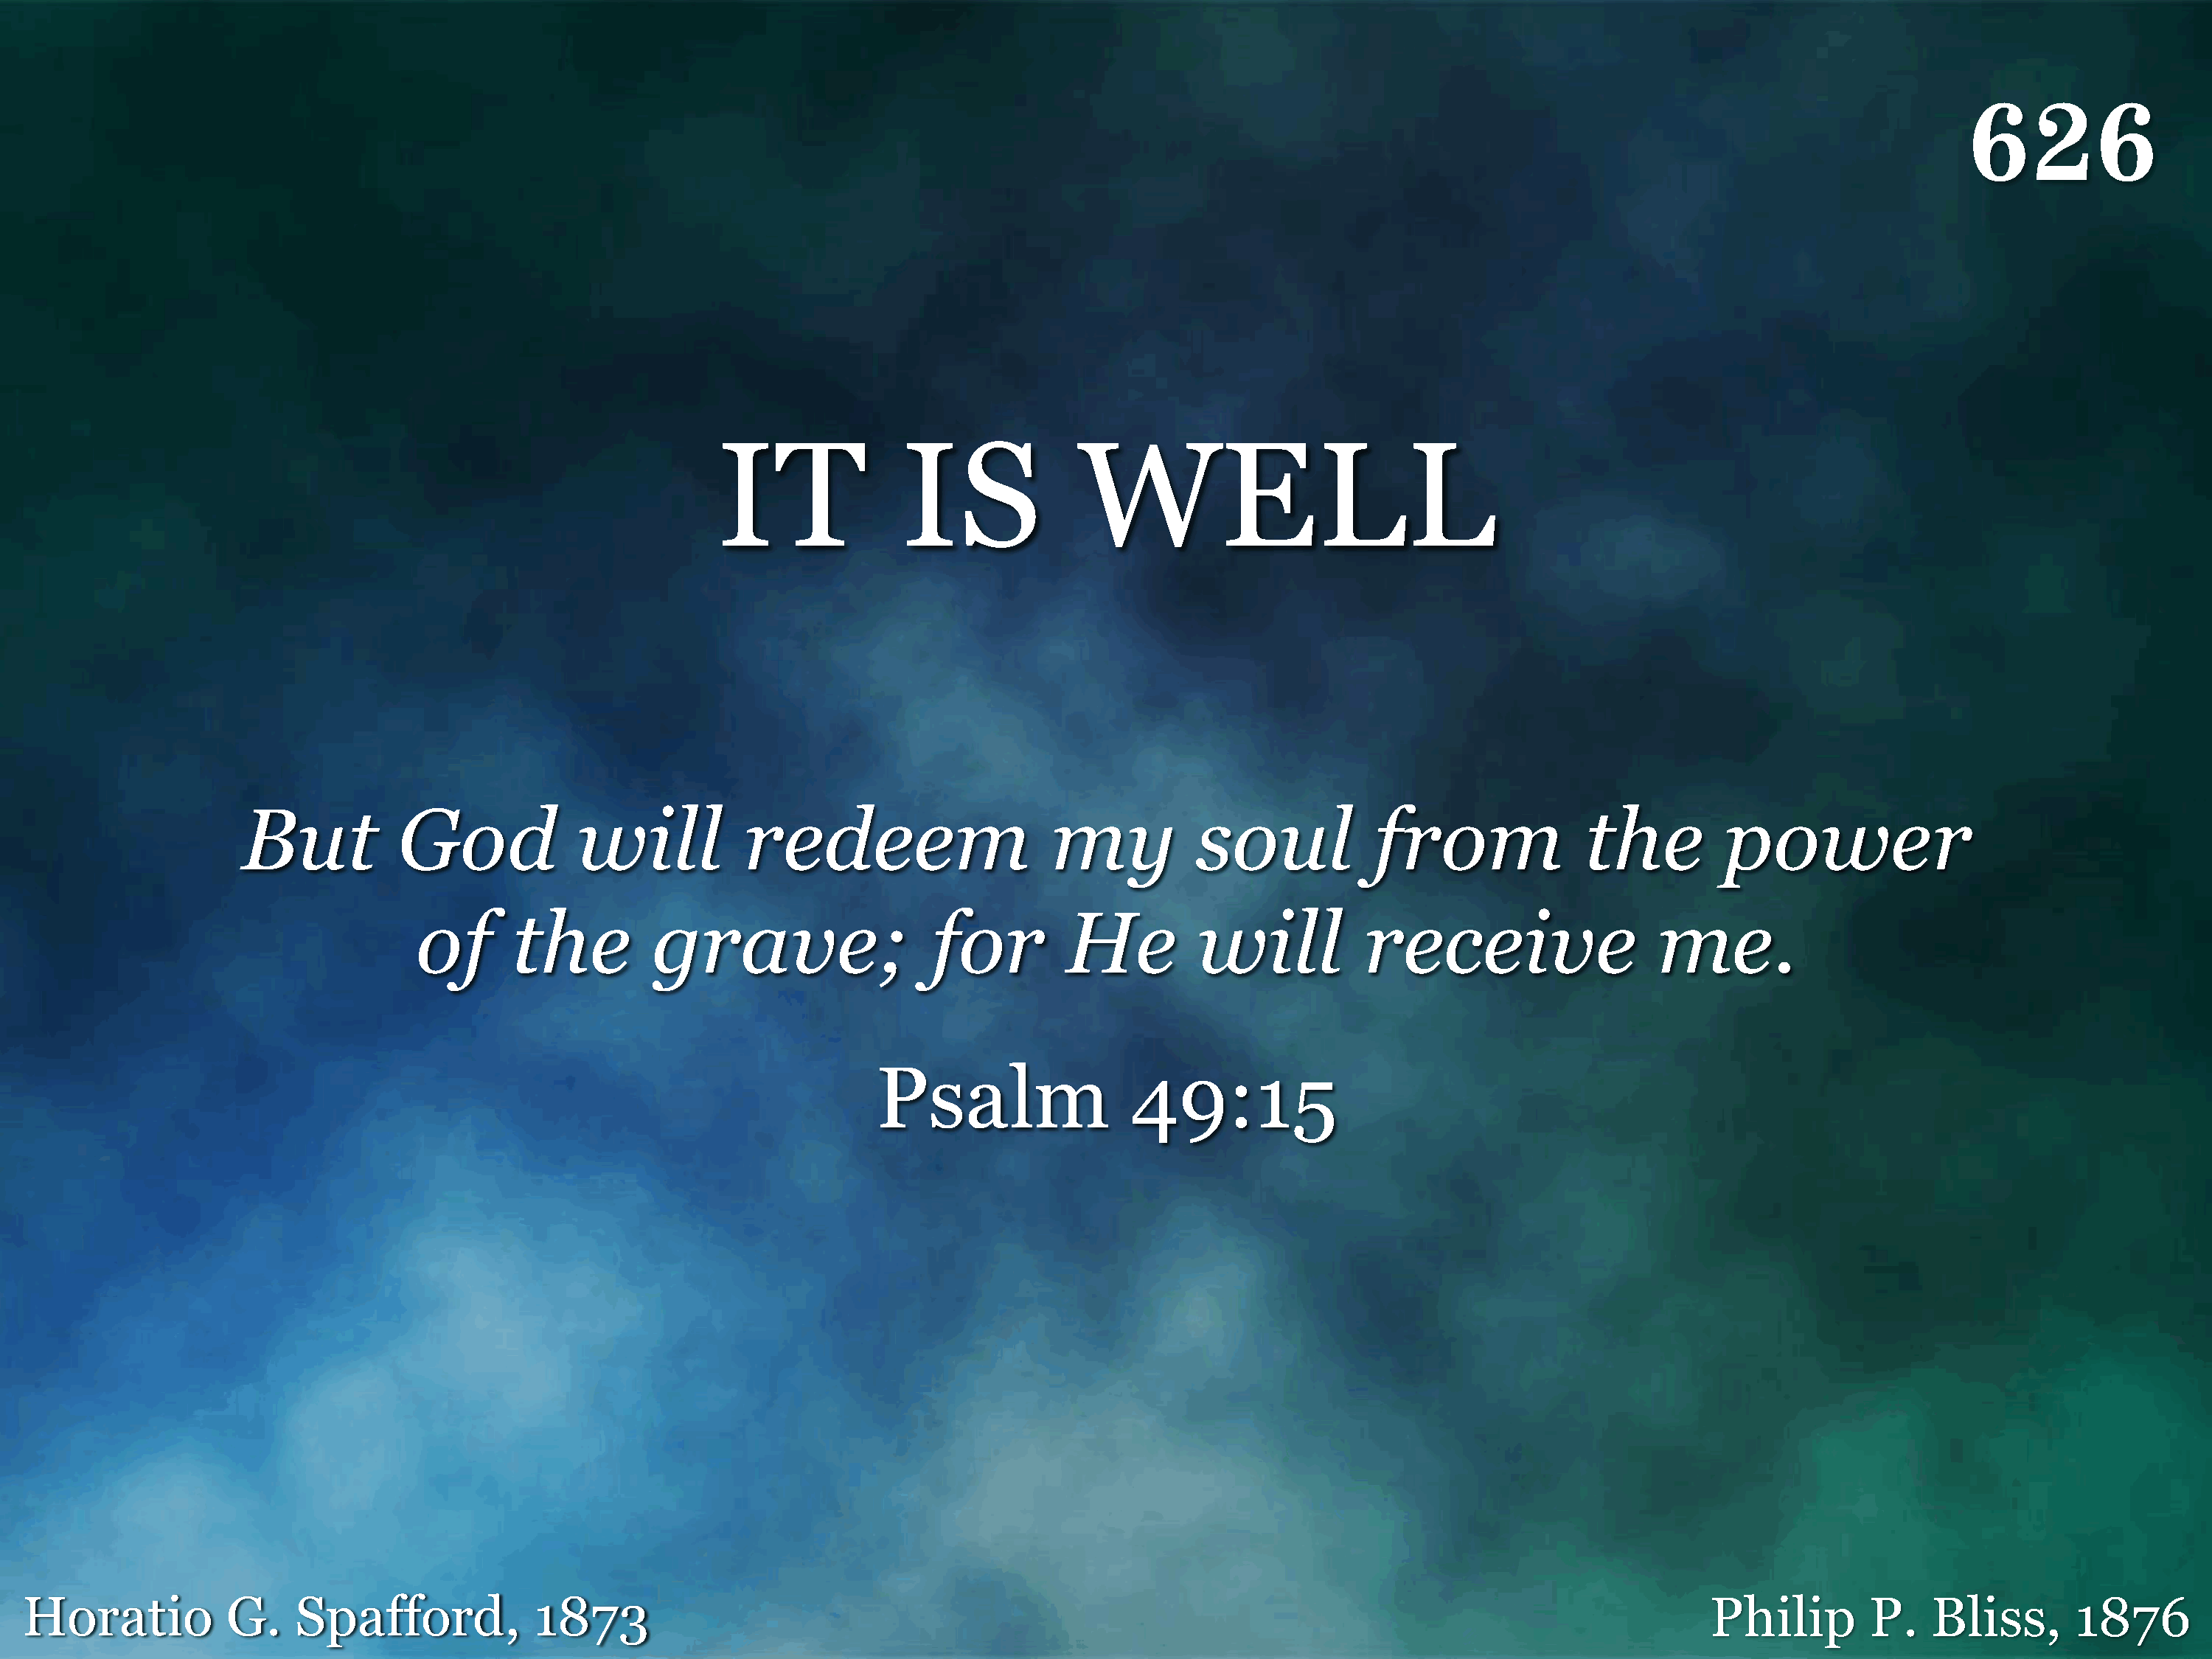 626
IT IS WELL
But God will redeem my soul from the power
of the grave; for He will receive me.
Psalm 49:15
Horatio G. Spafford, 1873
Philip P. Bliss, 1876